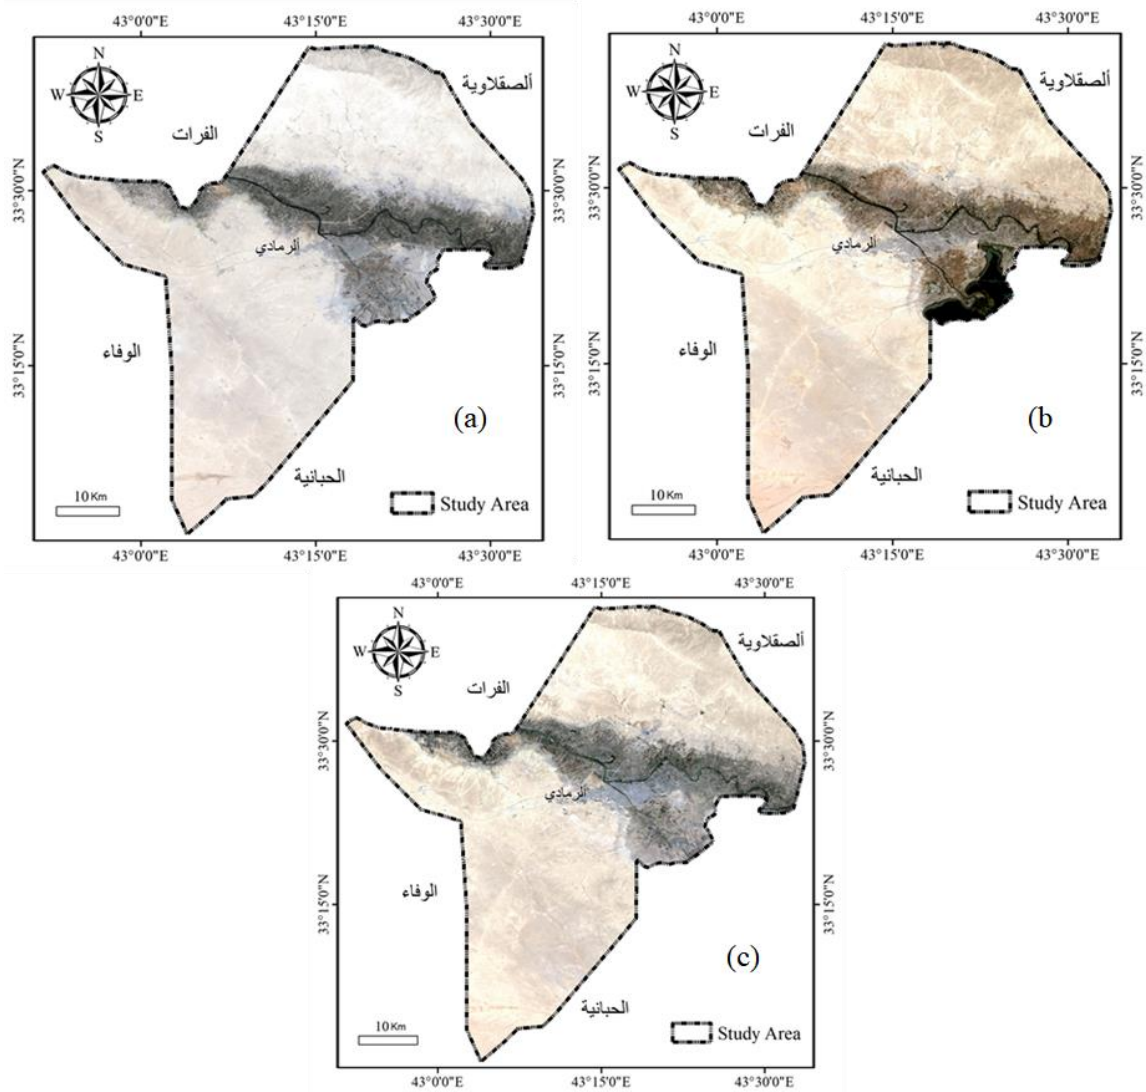 43°0'0"E 43°15'0"E 43°30'0"E
N
W E
S
ألصقلاوية
الفرات
33°30'0"N 33°30'0"N
ألرمادي
الوفاء
33°15'0"N 33°15'0"N
(a)
الحبانية
10 Km
Study Area
43°0'0"E 43°15'0"E 43°30'0"E
43°0'0"E 43°15'0"E 43°30'0"E
N
W E
S
ألصقلاوية
الفرات
33°30'0"N 33°30'0"N
ألرمادي
الوفاء
33°15'0"N 33°15'0"N
(b)
الحبانية
10 Km
Study Area
43°0'0"E 43°15'0"E 43°30'0"E
43°0'0"E 43°15'0"E 43°30'0"E
N
W E
S
ألصقلاوية
الفرات
33°30'0"N 33°30'0"N
ألرمادي
الوفاء
33°15'0"N 33°15'0"N
(c)
الحبانية
10 Km
Study Area
43°0'0"E 43°15'0"E 43°30'0"E